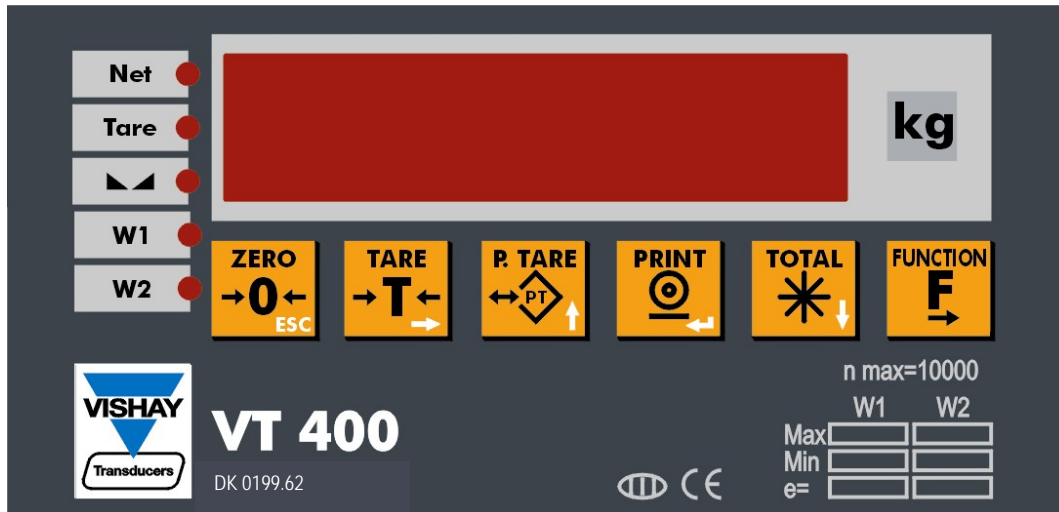 Net
Tare
W1
W2
kg
ZERO
→0←
ESC
TARE
→T←
P. TARE
PT
PRINT
TOTAL
FUNCTION
F
VISHAY
Transducers
VT 400
DK 0199.62
CE
n max=10000
W1 W2
Max
Min
e=